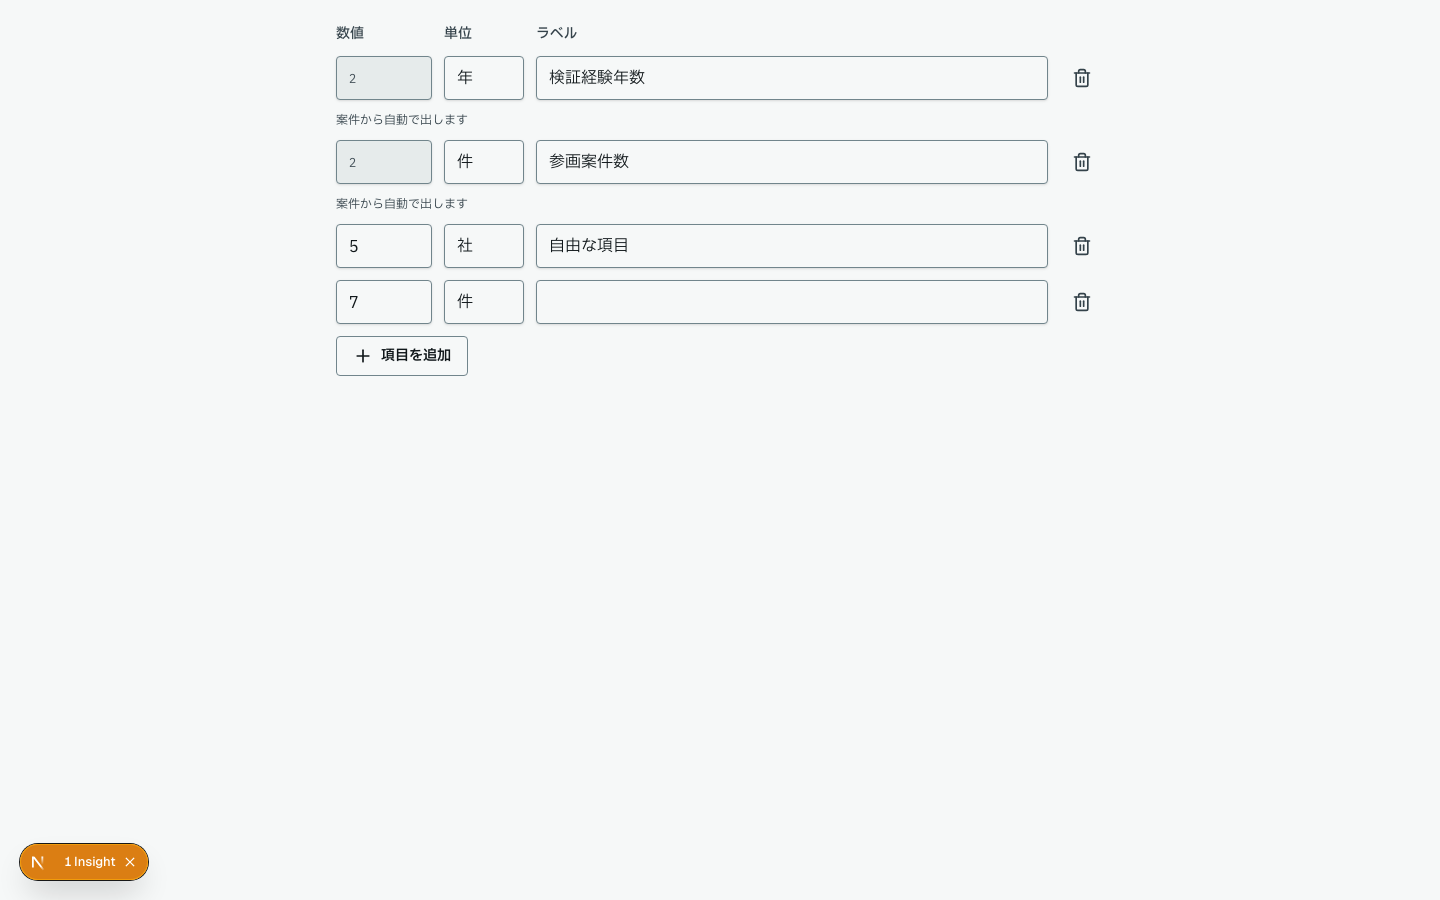 数値 単位 ラベル
2 年 検証経験年数
案件から自動で出します
2 件 参画案件数
案件から自動で出します
5 社 自由な項目
7 件
項目を追加
1 Insight